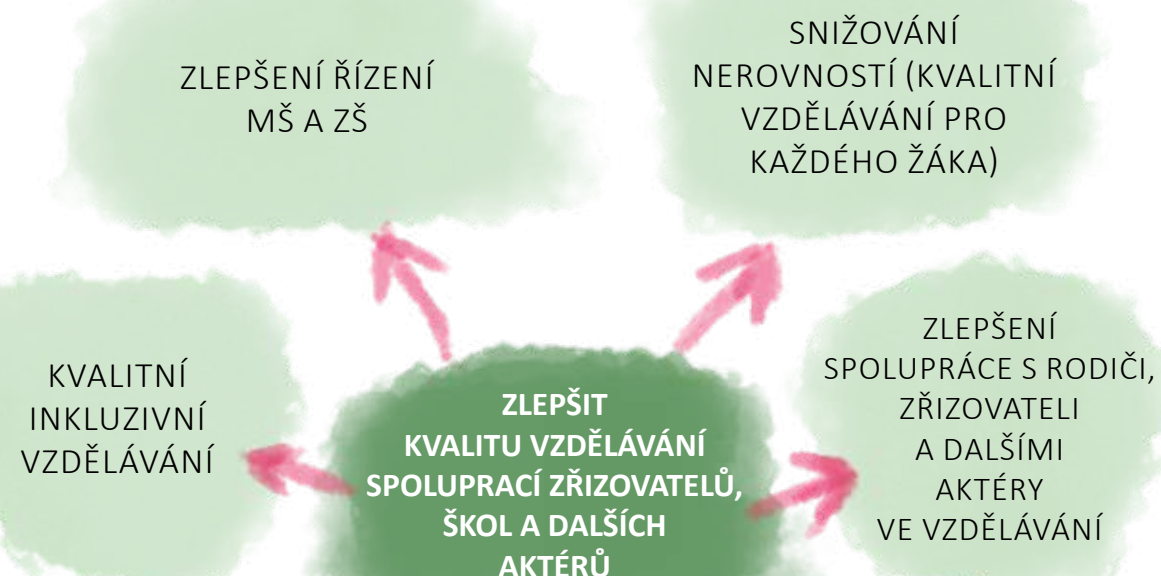 ZLEPŠENÍ ŘÍZENÍ
MŠ A ZŠ
SNIŽOVÁNÍ
NEROVNOSTÍ (KVALITNÍ
VZDĚLÁVÁNÍ PRO
KAŽDÉHO ŽÁKA)
KVALITNÍ
INKLUZIVNÍ
VZDĚLÁVÁNÍ
ZLEPŠIT
KVALITU VZDĚLÁVÁNÍ
SPOLUPRACÍ ZŘIZOVATELŮ,
ŠKOL A DALŠÍCH
AKTÉRŮ
ZLEPŠENÍ
SPOLUPRÁCE S RODIČI,
ZŘIZOVATELI
A DALŠÍMI
AKTÉRY
VE VZDĚLÁVÁNÍ